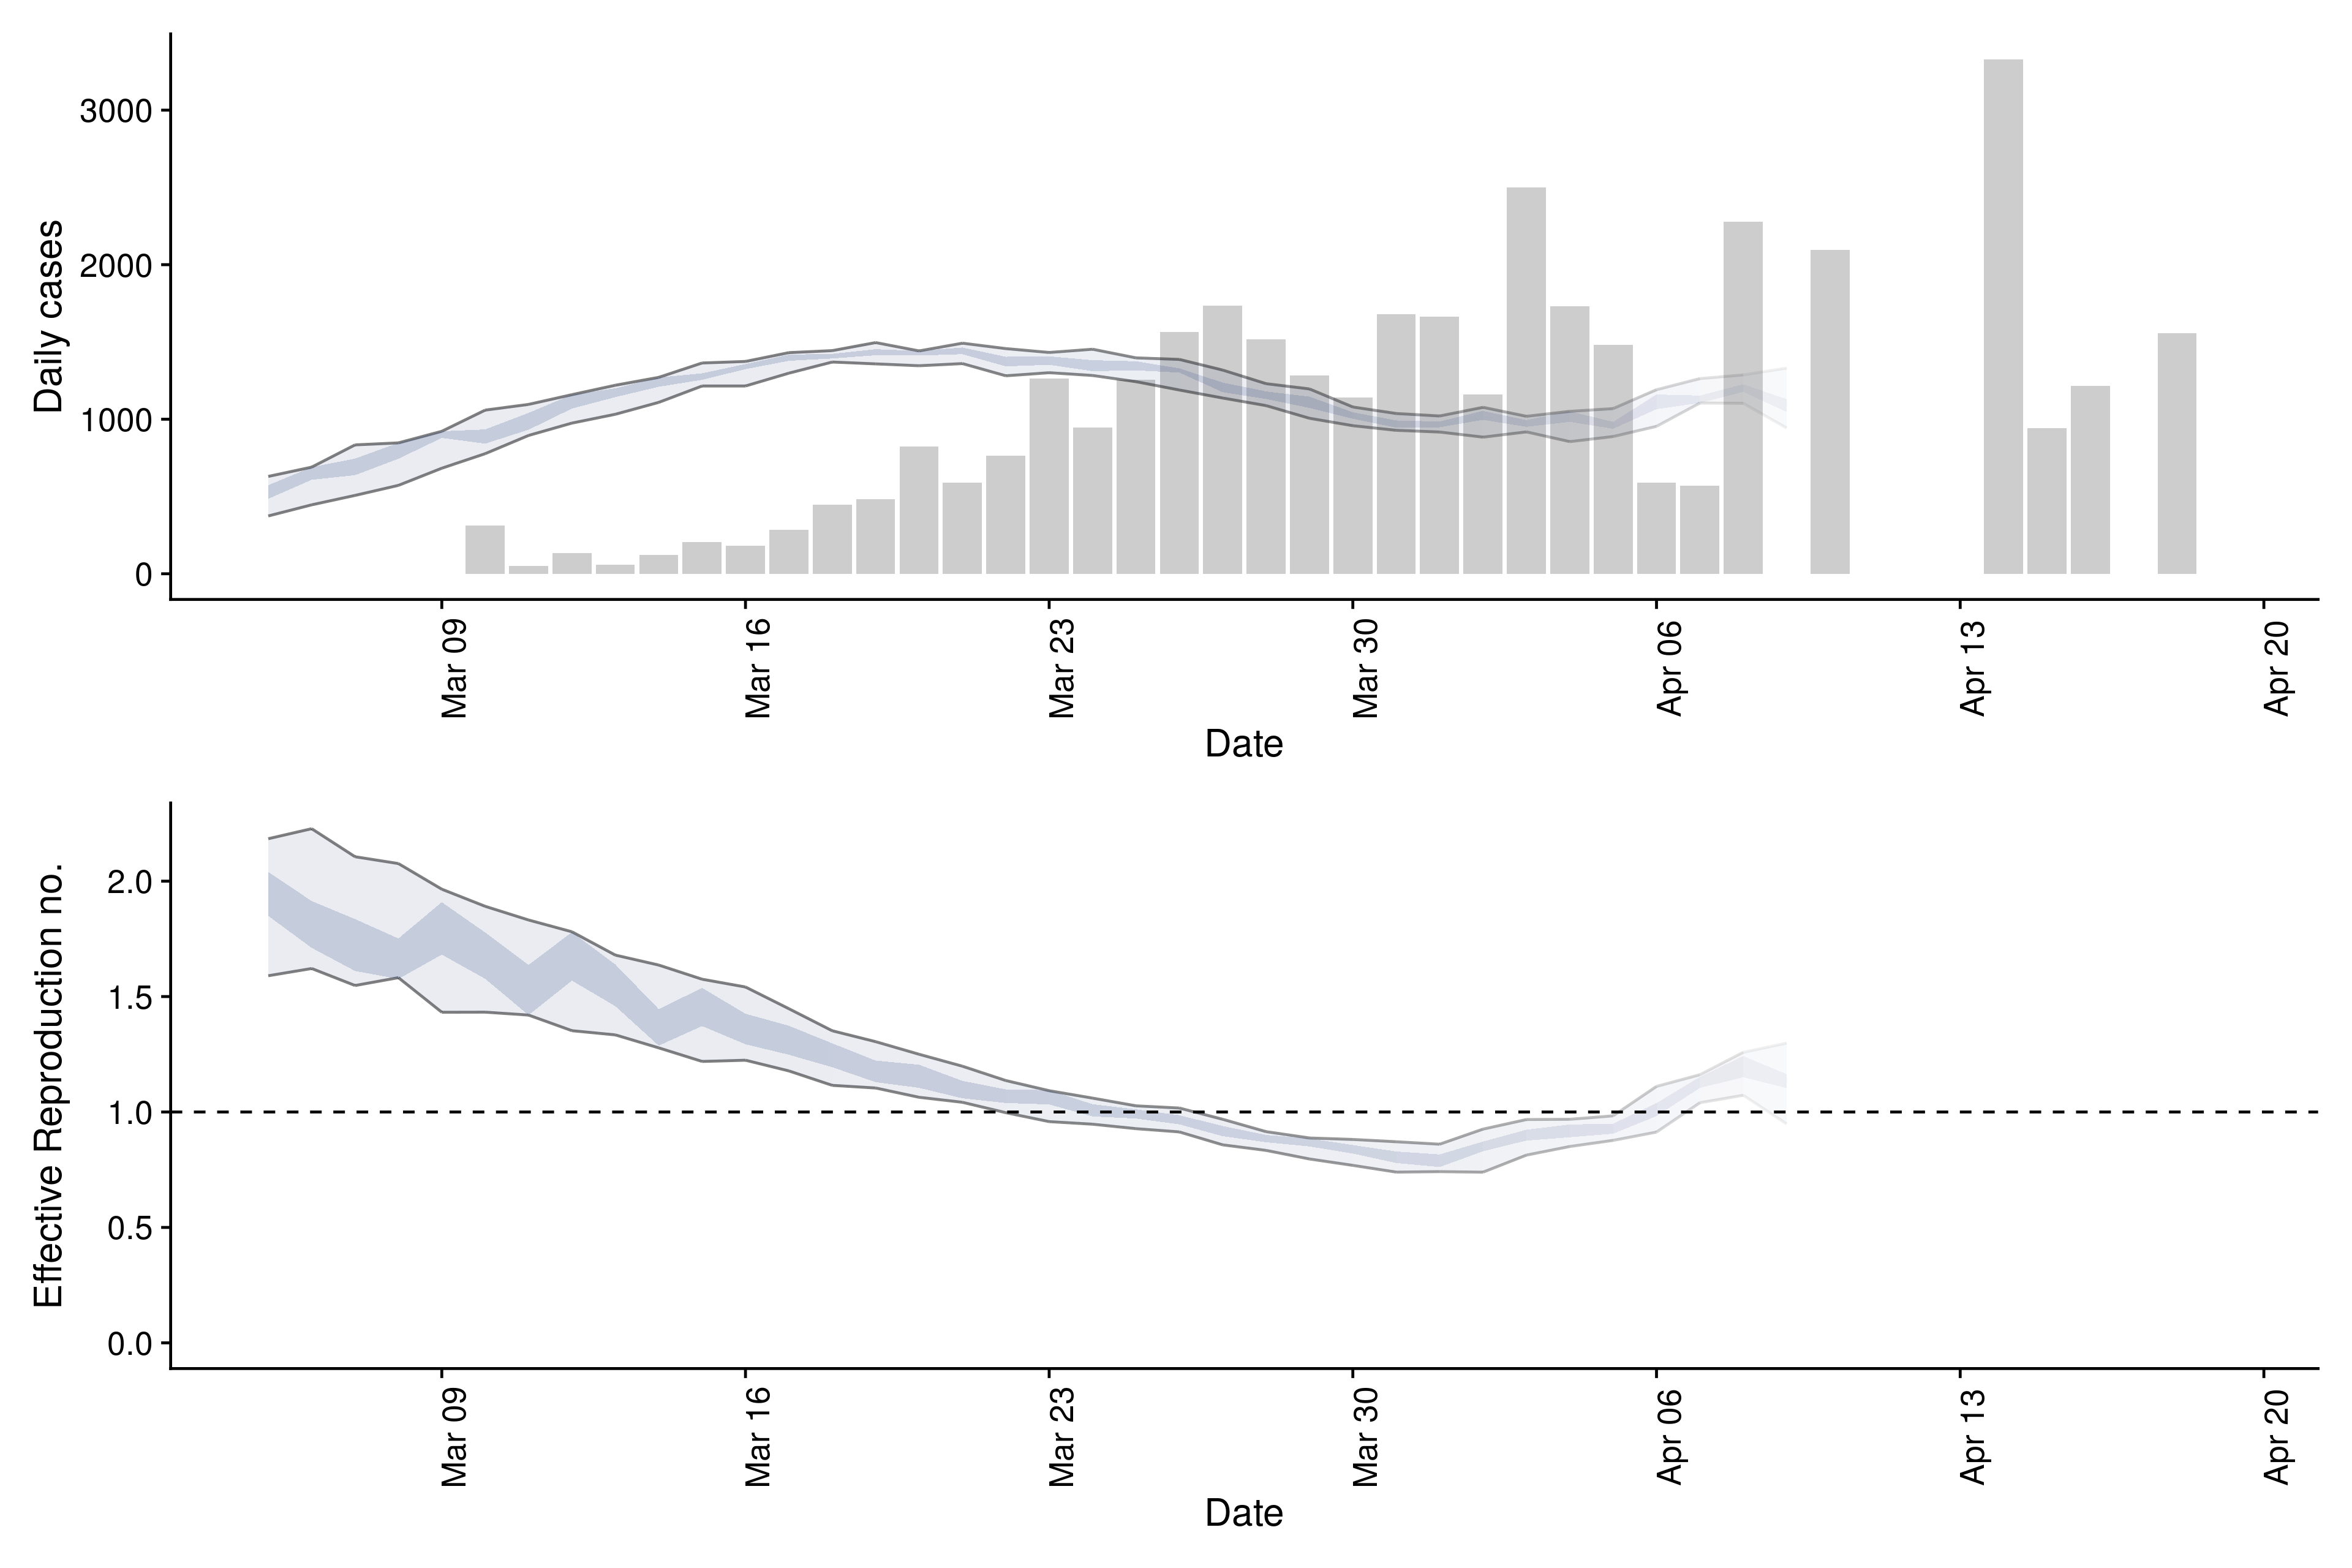 Daily cases
3000
2000
1000
0
Mar 09
Mar 16
Mar 23
Mar 30
Apr 06
Apr 13
Apr 20
Date
Effective Reproduction no.
2.0
1.5
1.0
0.5
0.0
Mar 09
Mar 16
Mar 23
Mar 30
Apr 06
Apr 13
Apr 20
Date